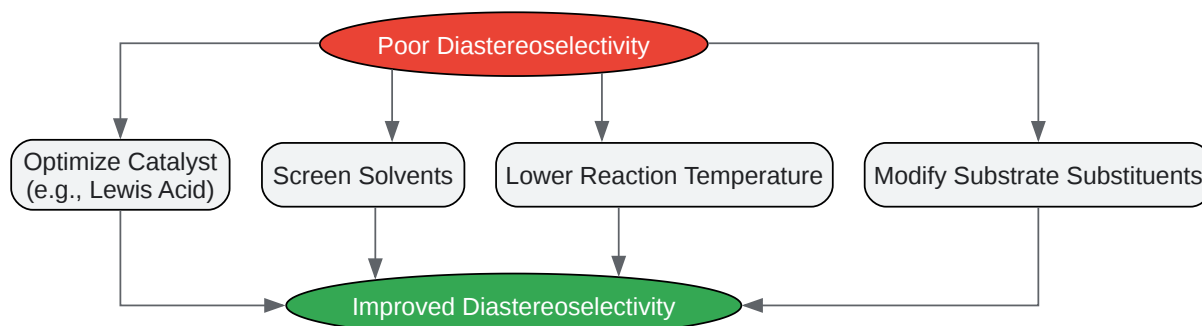 Poor Diastereoselectivity
Optimize Catalyst
(e.g., Lewis Acid)
Screen Solvents
Lower Reaction Temperature
Modify Substrate Substituents
Improved Diastereoselectivity